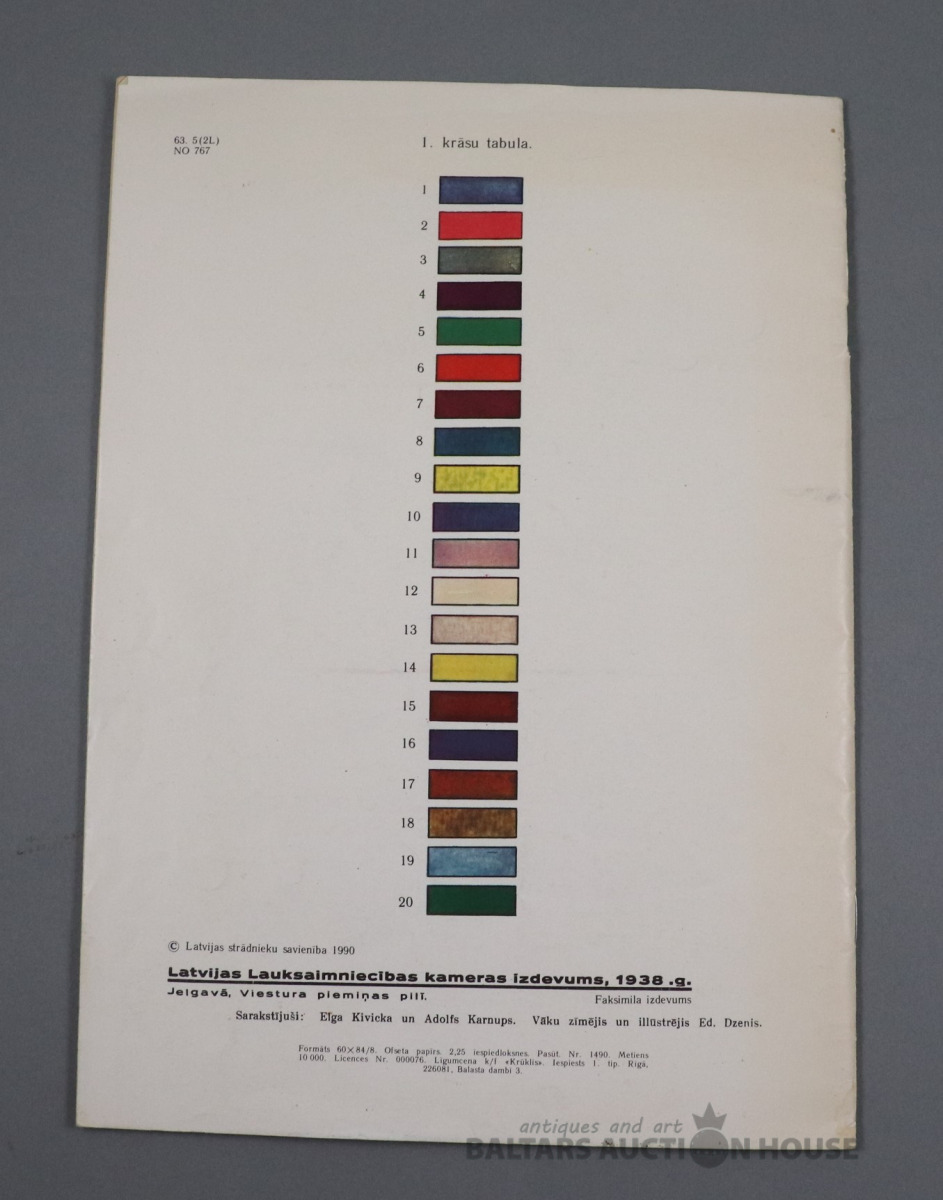 63. 5(2L)
NO 767
I. krāsu tabula.
1
2
3
4
5
6
7
8
9
10
11
12
13
14
15
16
17
18
19
20
© Latvijas strādnieku savienība 1990
Latvijas Lauksaimniecības kameras izdevums, 1938 .g.
Jelgavā, Viestura piemiņas pilī.
Faksimila izdevums
Sarakstījuši: Elga Kivicka un Adolfs Karnups. Vāku zīmējis un illūstrējis Ed. Dzenis.
Formāts 60×84/8. Ofseta papīrs. 2,25 iespiedloksnes. Pasūt. Nr. 1490. Metiens
10 000. Licences Nr. 000076. Līgumcena k/f «Krūklis». Iespiests 1. tip. Rīgā,
226081, Balasta dambī 3.
antiques and art
BALTARS AUCTION HOUSE